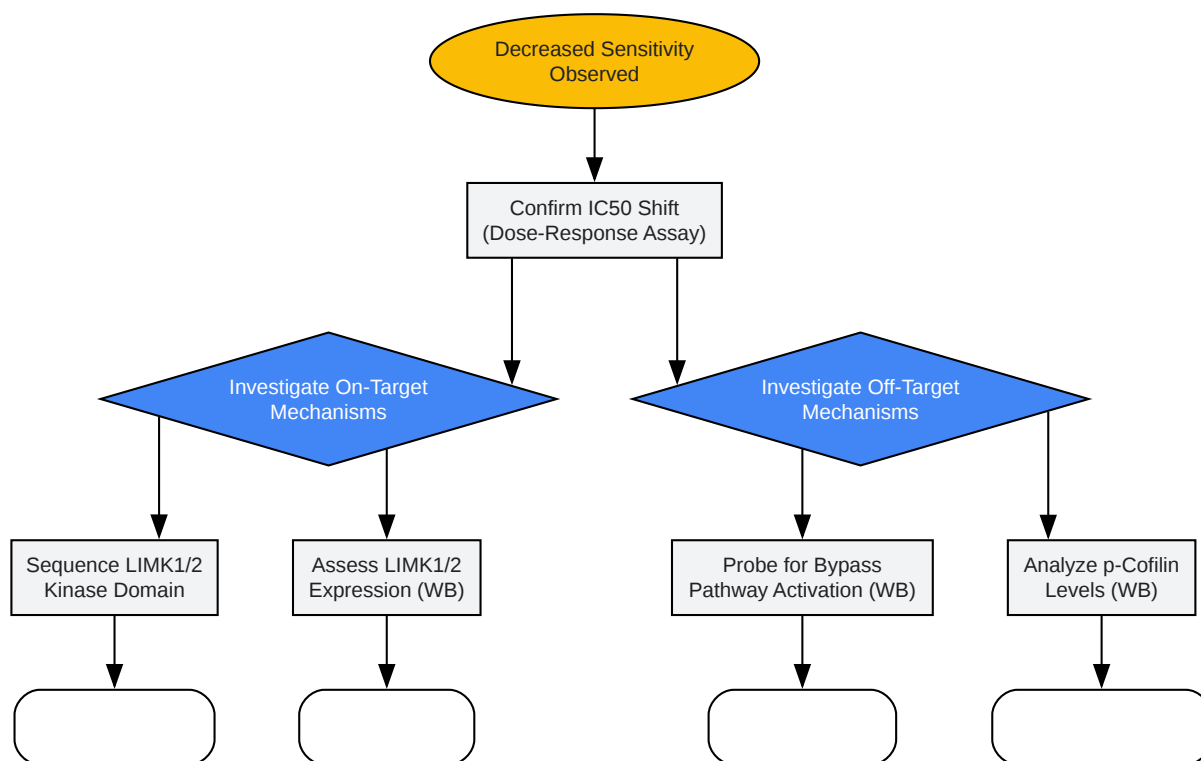 Decreased Sensitivity
Observed
Confirm IC50 Shift
(Dose-Response Assay)
Investigate On-Target
Mechanisms
Investigate Off-Target
Mechanisms
Sequence LIMK1/2
Kinase Domain
Assess LIMK1/2
Expression (WB)
Probe for Bypass
Pathway Activation (WB)
Analyze p-Cofilin
Levels (WB)